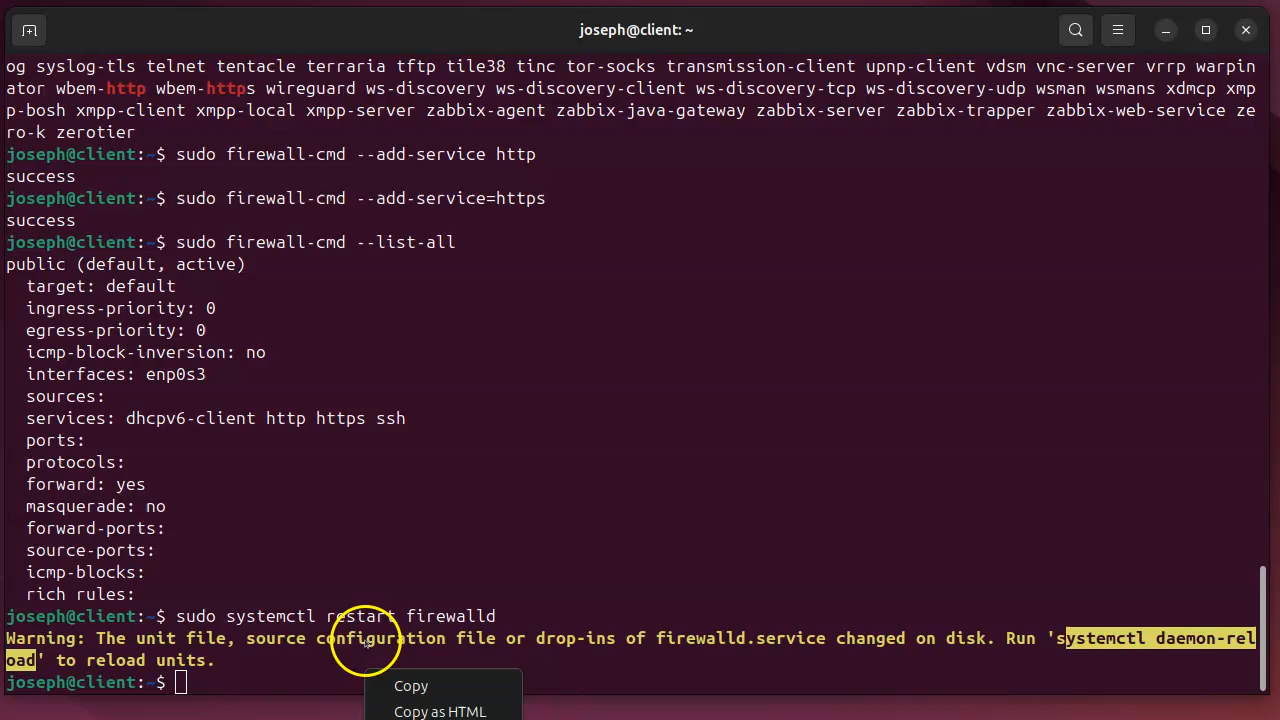 joseph@client: ~
og syslog-tls telnet tentacle terraria tftp tile38 tinc tor-socks transmission-client upnp-client vdsm vnc-server vrrp warpin
ator wbem-http wbem-https wireguard ws-discovery ws-discovery-client ws-discovery-tcp ws-discovery-udp wsman wsmans xdmcp xmp
p-bosh xmpp-client xmpp-local xmpp-server zabbix-agent zabbix-java-gateway zabbix-server zabbix-trapper zabbix-web-service ze
ro-k zerotier
joseph@client:~$ sudo firewall-cmd --add-service http
success
joseph@client:~$ sudo firewall-cmd --add-service=https
success
joseph@client:~$ sudo firewall-cmd --list-all
public (default, active)
  target: default
  ingress-priority: 0
  egress-priority: 0
  icmp-block-inversion: no
  interfaces: enp0s3
  sources:
  services: dhcpv6-client http https ssh
  ports:
  protocols:
  forward: yes
  masquerade: no
  forward-ports:
  source-ports:
  icmp-blocks:
  rich rules:
joseph@client:~$ sudo systemctl restart firewalld
Warning: The unit file, source configuration file or drop-ins of firewalld.service changed on disk. Run 'systemctl daemon-rel
oad' to reload units.
joseph@client:~$
Copy
Copy as HTML